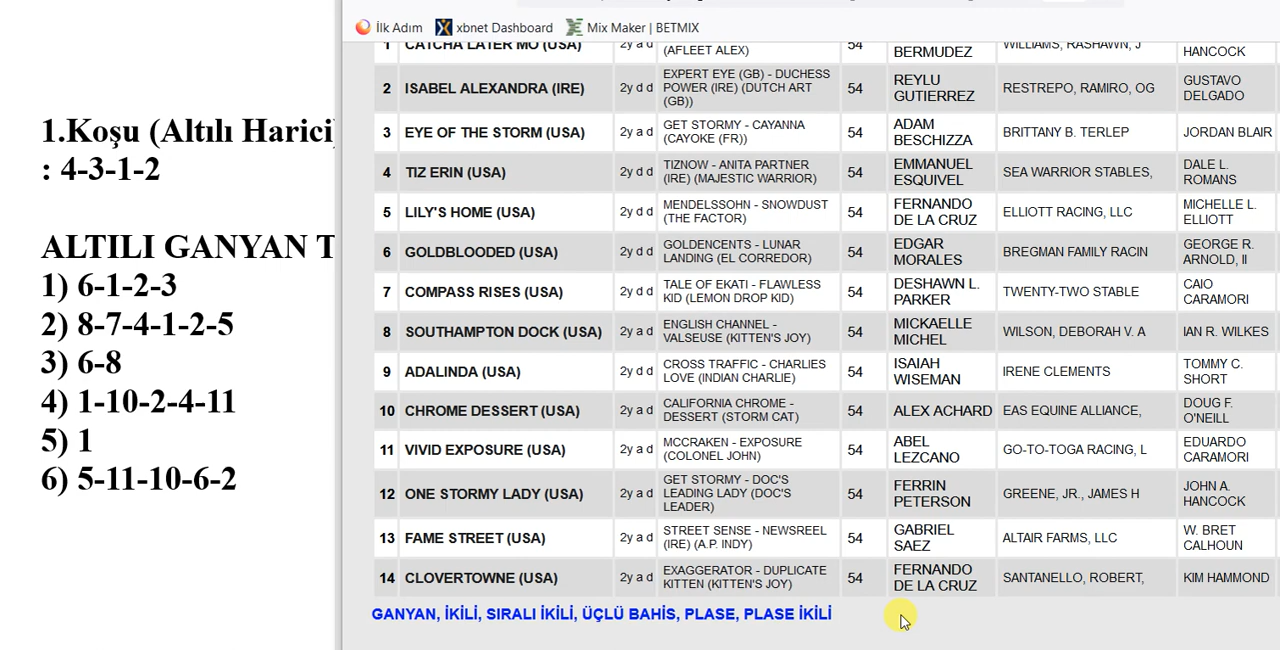 İlk Adım xbnet Dashboard Mix Maker | BETMIX
1.Koşu (Altılı Harici)
: 4-3-1-2
ALTILI GANYAN T
1) 6-1-2-3
2) 8-7-4-1-2-5
3) 6-8
4) 1-10-2-4-11
5) 1
6) 5-11-10-6-2
1 CATCHA LATER MO (USA) 2y a d (AFLEET ALEX) 54 BERMUDEZ WILLIAMS, RASHAWN, J HANCOCK
2 ISABEL ALEXANDRA (IRE) 2y d d EXPERT EYE (GB) - DUCHESS POWER (IRE) (DUTCH ART (GB)) 54 REYLU GUTIERREZ RESTREPO, RAMIRO, OG GUSTAVO DELGADO
3 EYE OF THE STORM (USA) 2y a d GET STORMY - CAYANNA (CAYOKE (FR)) 54 ADAM BESCHIZZA BRITTANY B. TERLEP JORDAN BLAIR
4 TIZ ERIN (USA) 2y d d TIZNOW - ANITA PARTNER (IRE) (MAJESTIC WARRIOR) 54 EMMANUEL ESQUIVEL SEA WARRIOR STABLES, DALE L. ROMANS
5 LILY'S HOME (USA) 2y d d MENDELSSOHN - SNOWDUST (THE FACTOR) 54 FERNANDO DE LA CRUZ ELLIOTT RACING, LLC MICHELLE L. ELLIOTT
6 GOLDBLOODED (USA) 2y d d GOLDENCENTS - LUNAR LANDING (EL CORREDOR) 54 EDGAR MORALES BREGMAN FAMILY RACIN GEORGE R. ARNOLD, II
7 COMPASS RISES (USA) 2y d d TALE OF EKATI - FLAWLESS KID (LEMON DROP KID) 54 DESHAWN L. PARKER TWENTY-TWO STABLE CAIO CARAMORI
8 SOUTHAMPTON DOCK (USA) 2y a d ENGLISH CHANNEL - VALSEUSE (KITTEN'S JOY) 54 MICKAELLE MICHEL WILSON, DEBORAH V. A IAN R. WILKES
9 ADALINDA (USA) 2y d d CROSS TRAFFIC - CHARLIES LOVE (INDIAN CHARLIE) 54 ISAIAH WISEMAN IRENE CLEMENTS TOMMY C. SHORT
10 CHROME DESSERT (USA) 2y a d CALIFORNIA CHROME - DESSERT (STORM CAT) 54 ALEX ACHARD EAS EQUINE ALLIANCE, DOUG F. O'NEILL
11 VIVID EXPOSURE (USA) 2y a d MCCRAKEN - EXPOSURE (COLONEL JOHN) 54 ABEL LEZCANO GO-TO-TOGA RACING, L EDUARDO CARAMORI
12 ONE STORMY LADY (USA) 2y a d GET STORMY - DOC'S LEADING LADY (DOC'S LEADER) 54 FERRIN PETERSON GREENE, JR., JAMES H JOHN A. HANCOCK
13 FAME STREET (USA) 2y a d STREET SENSE - NEWSREEL (IRE) (A.P. INDY) 54 GABRIEL SAEZ ALTAIR FARMS, LLC W. BRET CALHOUN
14 CLOVERTOWNE (USA) 2y a d EXAGGERATOR - DUPLICATE KITTEN (KITTEN'S JOY) 54 FERNANDO DE LA CRUZ SANTANELLO, ROBERT, KIM HAMMOND
GANYAN, İKİLİ, SIRALI İKİLİ, ÜÇLÜ BAHİS, PLASE, PLASE İKİLİ